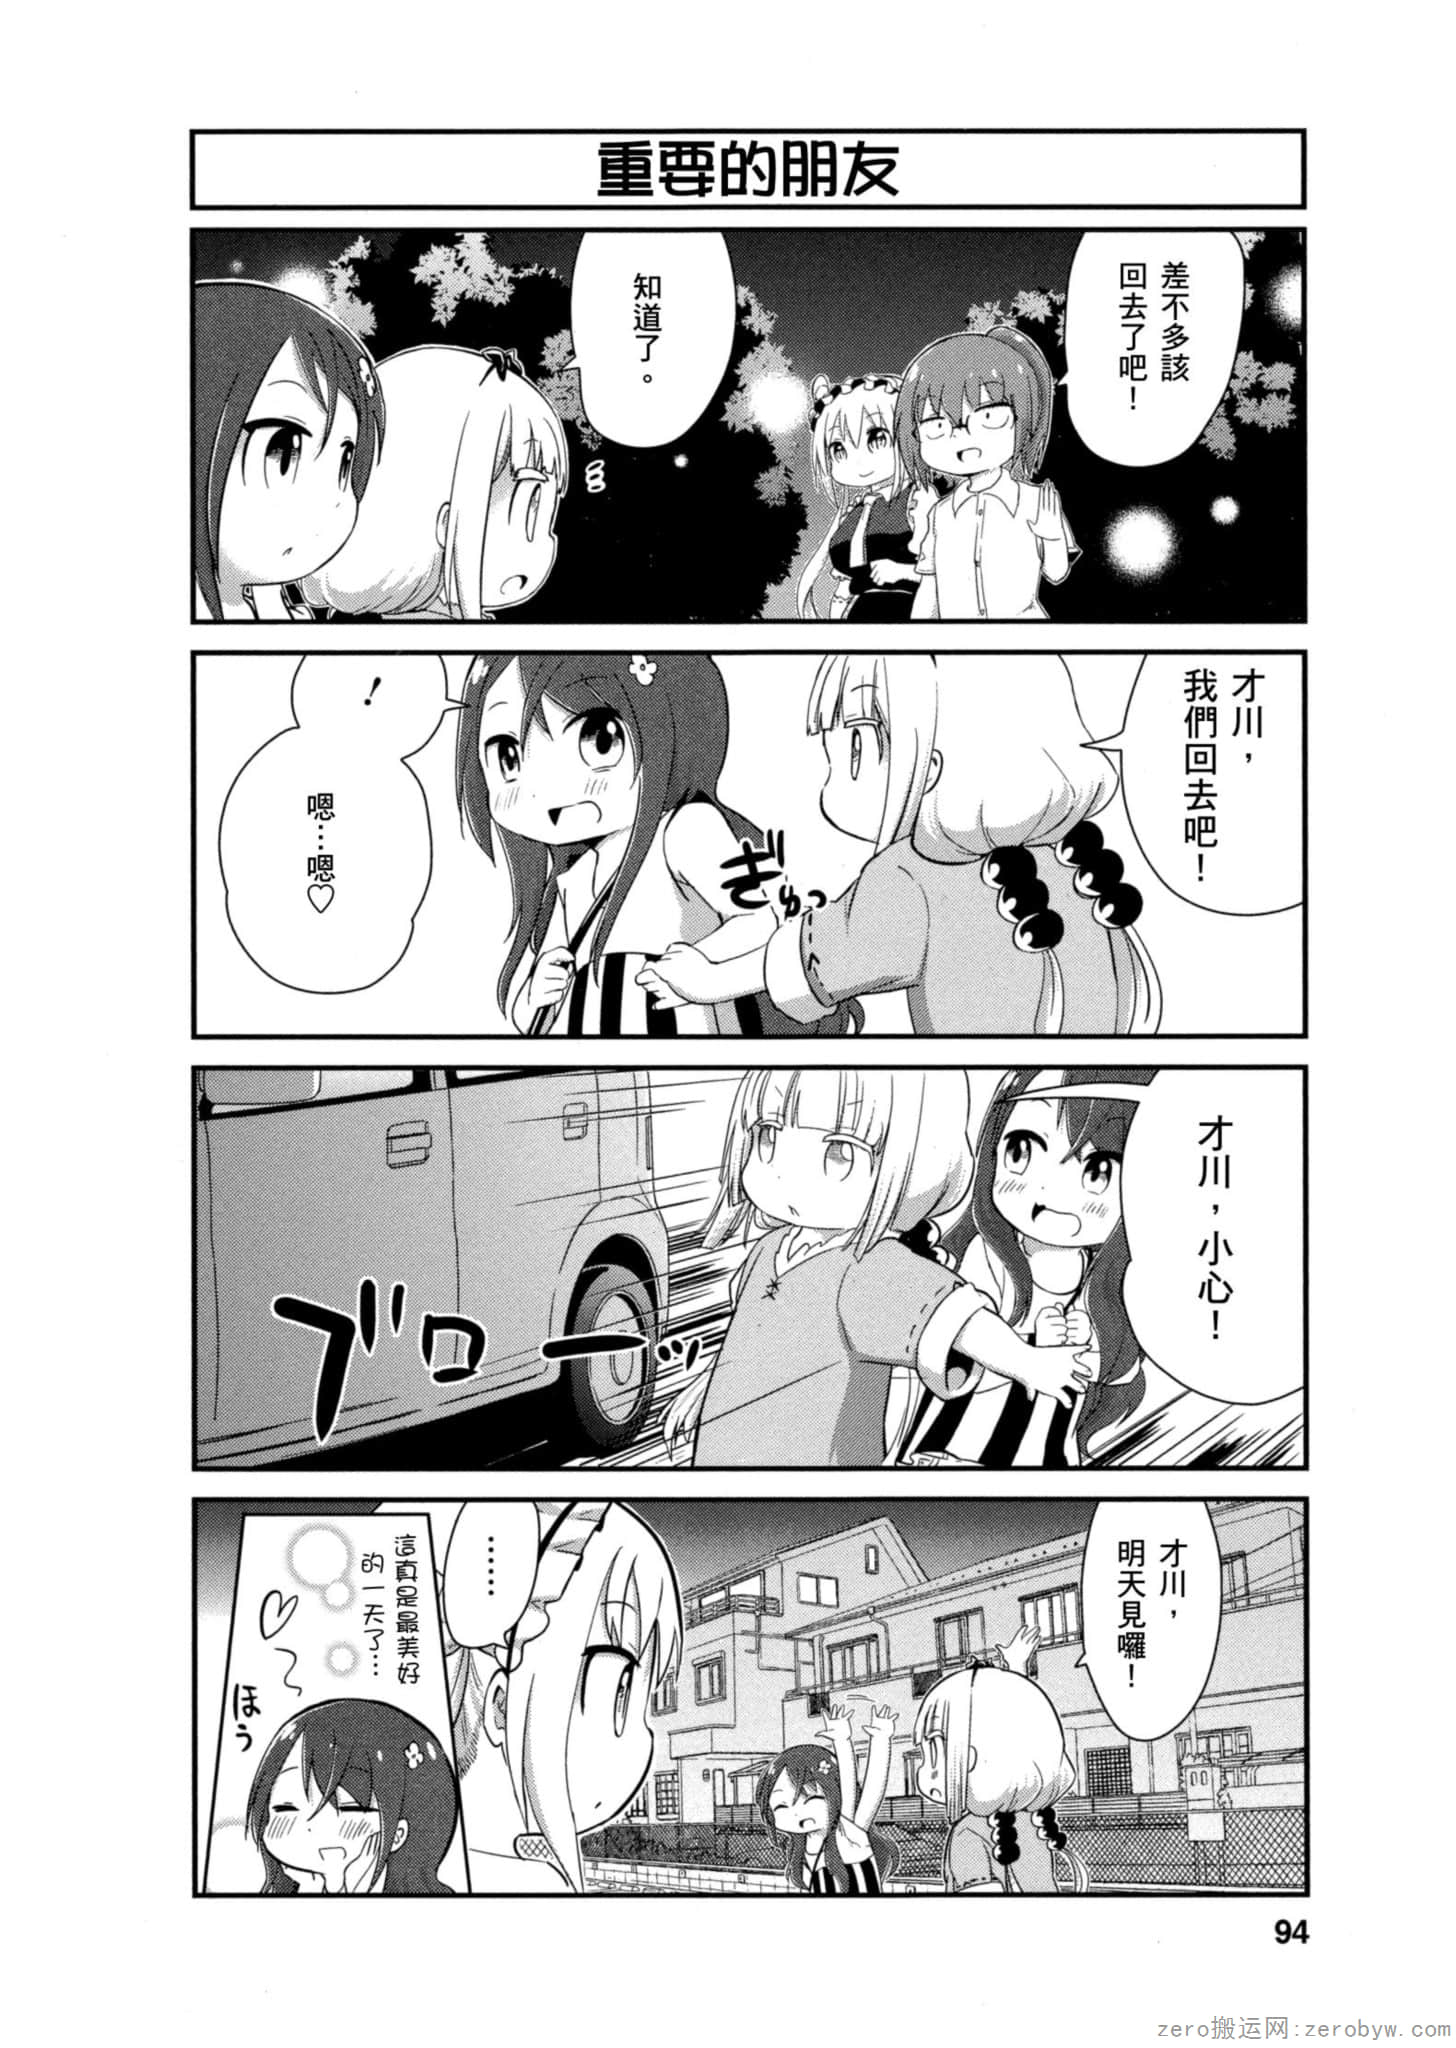 重要的朋友
差不多該
回去了吧！
知道了。
才川，
我們回去吧！
ぎゅっ
！
嗯…嗯♡
才川，小心！
ブローッ
才川，
明天見囉！
……
這真是最美好
的一天了…
ほぅ
94
zero搬运网:zerobyw.com